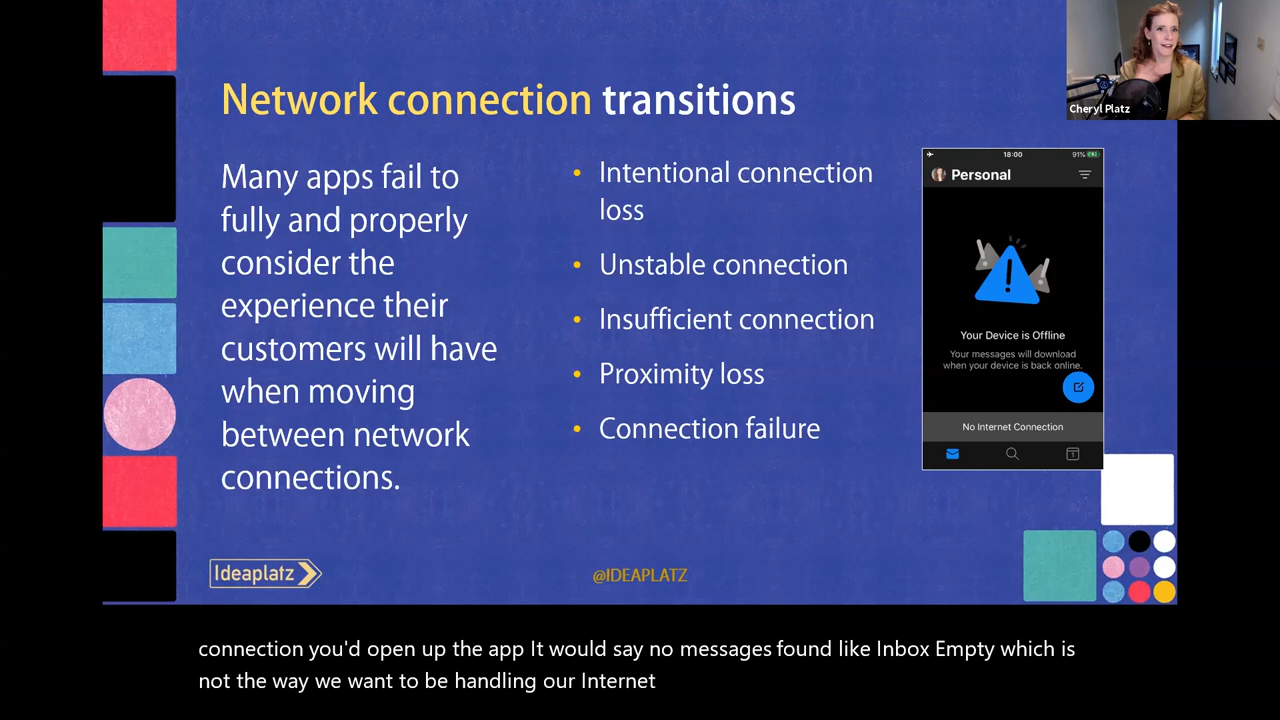 Network connection transitions
Many apps fail to
fully and properly
consider the
experience their
customers will have
when moving
between network
connections.
• Intentional connection
loss
• Unstable connection
• Insufficient connection
• Proximity loss
• Connection failure
18:00
91%
Personal
Your Device is Offline
Your messages will download
when your device is back online.
No Internet Connection
1
Cheryl Platz
Ideaplatz
@IDEAPLATZ
connection you'd open up the app It would say no messages found like Inbox Empty which is
not the way we want to be handling our Internet